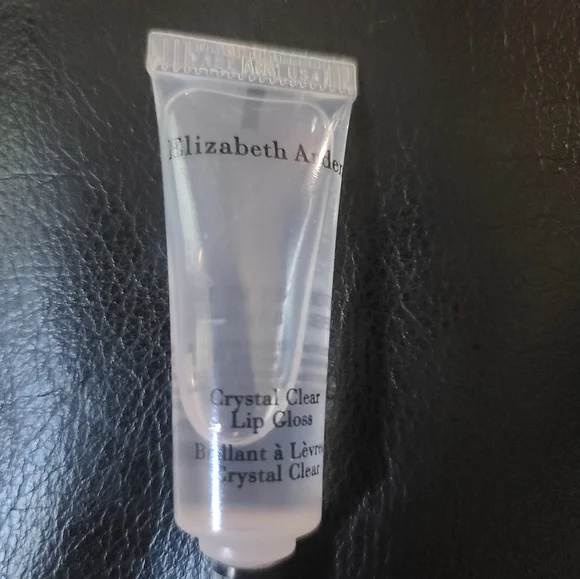 Elizabeth Arden
Crystal Clear
Lip Gloss
Brillant à Lèvres
Crystal Clear